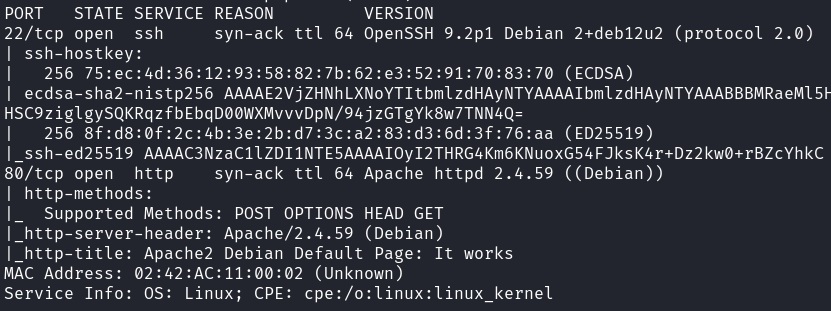 PORT   STATE SERVICE REASON         VERSION
22/tcp open  ssh     syn-ack ttl 64 OpenSSH 9.2p1 Debian 2+deb12u2 (protocol 2.0)
| ssh-hostkey:
|   256 75:ec:4d:36:12:93:58:82:7b:62:e3:52:91:70:83:70 (ECDSA)
| ecdsa-sha2-nistp256 AAAAE2VjZHNhLXNoYTItbmlzdHAyNTYAAAAIbmlzdHAyNTYAAABBBMRaeMl5H
HSC9ziglgySQKRqzfbEbqD00WXMvvvDpN/94jzGTgYk8w7TNN4Q=
|   256 8f:d8:0f:2c:4b:3e:2b:d7:3c:a2:83:d3:6d:3f:76:aa (ED25519)
|_ssh-ed25519 AAAAC3NzaC1lZDI1NTE5AAAAIOyI2THRG4Km6KNuoxG54FJksK4r+Dz2kw0+rBZcYhkC
80/tcp open  http    syn-ack ttl 64 Apache httpd 2.4.59 ((Debian))
| http-methods:
|_  Supported Methods: POST OPTIONS HEAD GET
|_http-server-header: Apache/2.4.59 (Debian)
|_http-title: Apache2 Debian Default Page: It works
MAC Address: 02:42:AC:11:00:02 (Unknown)
Service Info: OS: Linux; CPE: cpe:/o:linux:linux_kernel